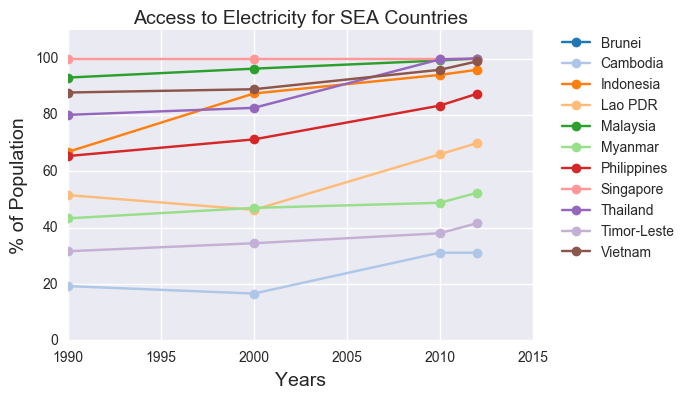 Access to Electricity for SEA Countries
100
80
60
40
20
0
% of Population
1990 1995 2000 2005 2010 2015
Years
Brunei
Cambodia
Indonesia
Lao PDR
Malaysia
Myanmar
Philippines
Singapore
Thailand
Timor-Leste
Vietnam